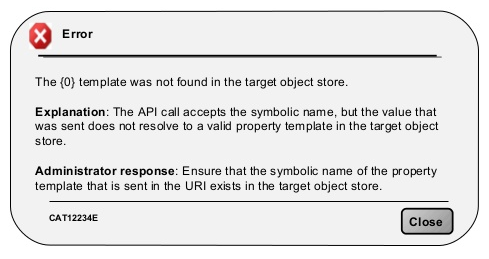 Error
The {0} template was not found in the target object store.
Explanation: The API call accepts the symbolic name, but the value that
was sent does not resolve to a valid property template in the target object
store.
Administrator response: Ensure that the symbolic name of the property
template that is sent in the URI exists in the target object store.
CAT12234E
Close